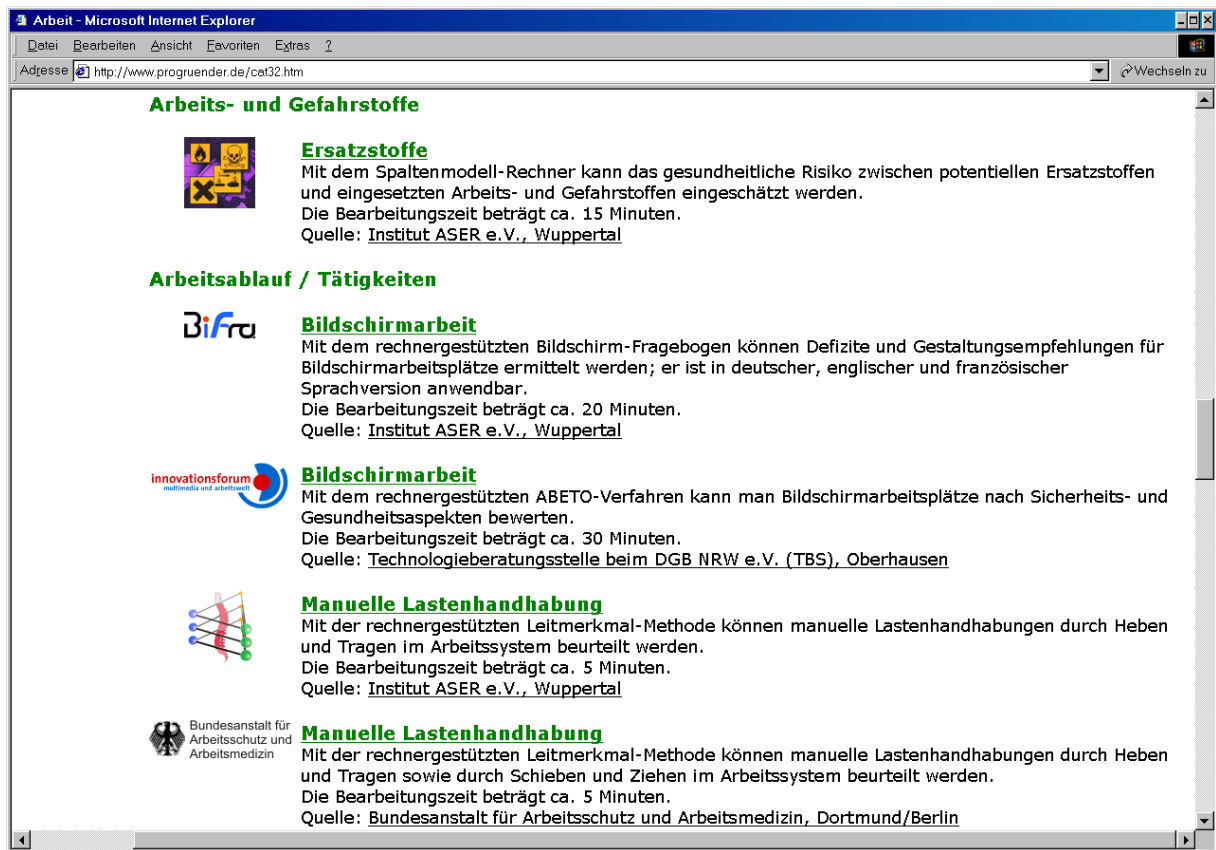 Arbeit - Microsoft Internet Explorer
Datei Bearbeiten Ansicht Favoriten Extras ?
Adresse http://www.progruender.de/cat32.htm Wechseln zu
Arbeits- und Gefahrstoffe
Ersatzstoffe
Mit dem Spaltenmodell-Rechner kann das gesundheitliche Risiko zwischen potentiellen Ersatzstoffen
und eingesetzten Arbeits- und Gefahrstoffen eingeschätzt werden.
Die Bearbeitungszeit beträgt ca. 15 Minuten.
Quelle: Institut ASER e.V., Wuppertal
Arbeitsablauf / Tätigkeiten
BiFra
Bildschirmarbeit
Mit dem rechnergestützten Bildschirm-Fragebogen können Defizite und Gestaltungsempfehlungen für
Bildschirmarbeitsplätze ermittelt werden; er ist in deutscher, englischer und französischer
Sprachversion anwendbar.
Die Bearbeitungszeit beträgt ca. 20 Minuten.
Quelle: Institut ASER e.V., Wuppertal
innovationsforum
multimedia und arbeitswelt
Bildschirmarbeit
Mit dem rechnergestützten ABETO-Verfahren kann man Bildschirmarbeitsplätze nach Sicherheits- und
Gesundheitsaspekten bewerten.
Die Bearbeitungszeit beträgt ca. 30 Minuten.
Quelle: Technologieberatungsstelle beim DGB NRW e.V. (TBS), Oberhausen
Manuelle Lastenhandhabung
Mit der rechnergestützten Leitmerkmal-Methode können manuelle Lastenhandhabungen durch Heben
und Tragen im Arbeitssystem beurteilt werden.
Die Bearbeitungszeit beträgt ca. 5 Minuten.
Quelle: Institut ASER e.V., Wuppertal
Bundesanstalt für
Arbeitsschutz und
Arbeitsmedizin
Manuelle Lastenhandhabung
Mit der rechnergestützten Leitmerkmal-Methode können manuelle Lastenhandhabungen durch Heben
und Tragen sowie durch Schieben und Ziehen im Arbeitssystem beurteilt werden.
Die Bearbeitungszeit beträgt ca. 5 Minuten.
Quelle: Bundesanstalt für Arbeitsschutz und Arbeitsmedizin, Dortmund/Berlin